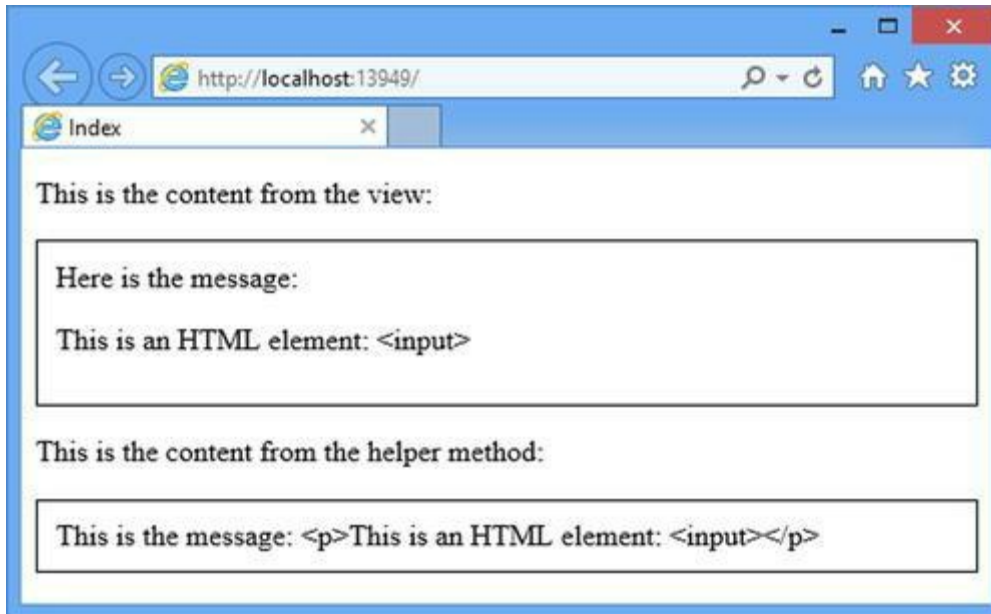 http://localhost:13949/
Index
This is the content from the view:
Here is the message:
This is an HTML element: <input>
This is the content from the helper method:
This is the message: <p>This is an HTML element: <input></p>